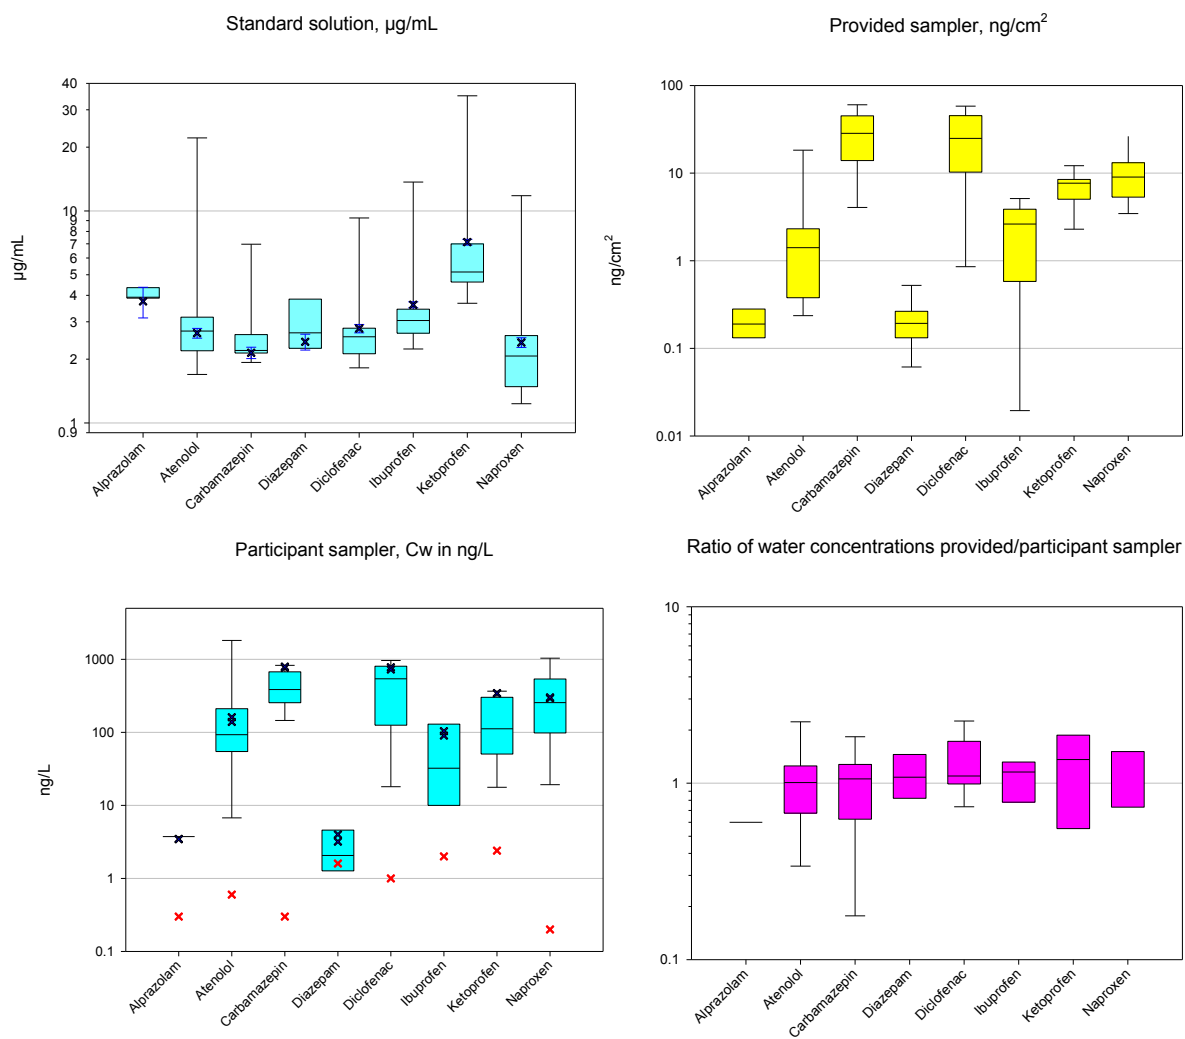 Standard solution, µg/mL
µg/mL
40
30
20
10
9
8
7
6
5
4
3
2
1
0.9
Alprazolam
Atenolol
Carbamazepin
Diazepam
Diclofenac
Ibuprofen
Ketoprofen
Naproxen
Provided sampler, ng/cm²
ng/cm²
100
10
1
0.1
0.01
Alprazolam
Atenolol
Carbamazepin
Diazepam
Diclofenac
Ibuprofen
Ketoprofen
Naproxen
Participant sampler, Cw in ng/L
ng/L
1000
100
10
1
0.1
Alprazolam
Atenolol
Carbamazepin
Diazepam
Diclofenac
Ibuprofen
Ketoprofen
Naproxen
Ratio of water concentrations provided/participant sampler
10
1
0.1
Alprazolam
Atenolol
Carbamazepin
Diazepam
Diclofenac
Ibuprofen
Ketoprofen
Naproxen